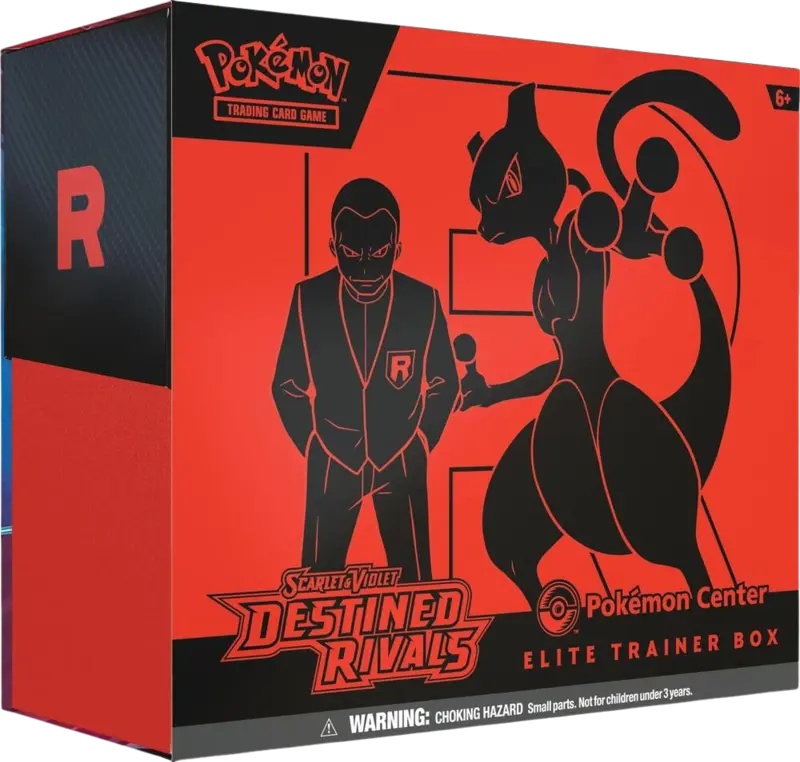 POKéMON
TRADING CARD GAME
6+
R
R
SCARLET & VIOLET
DESTINED
RIVALS
Pokémon Center
ELITE TRAINER BOX
WARNING: CHOKING HAZARD Small parts. Not for children under 3 years.